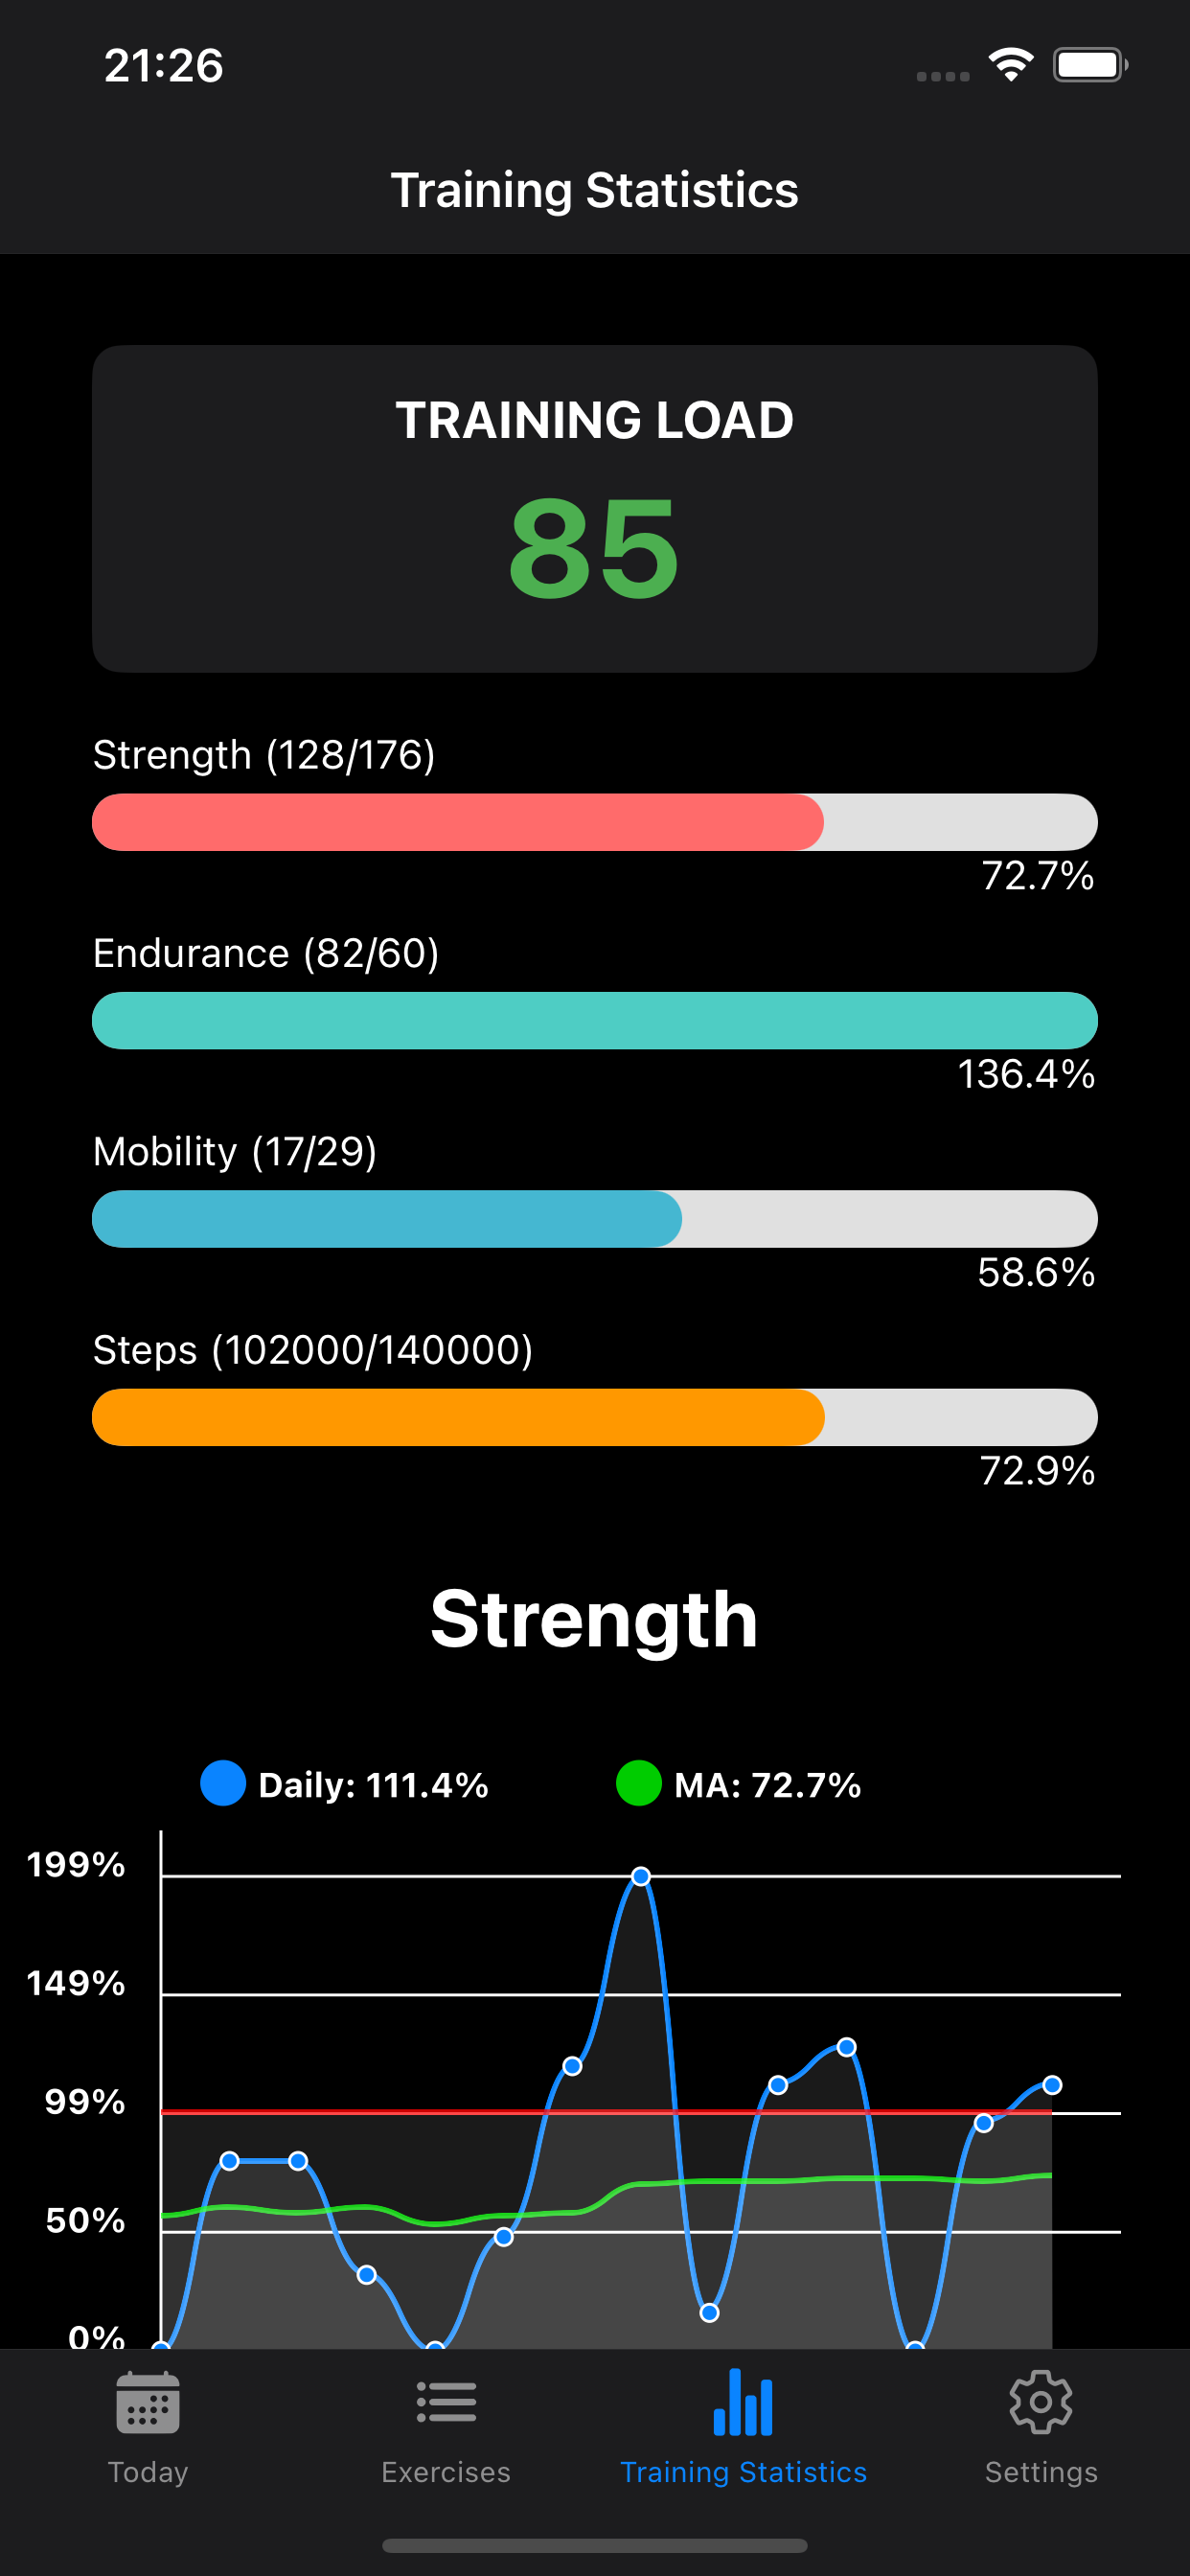 21:26
Training Statistics
TRAINING LOAD
85
Strength (128/176)
72.7%
Endurance (82/60)
136.4%
Mobility (17/29)
58.6%
Steps (102000/140000)
72.9%
Strength
Daily: 111.4% MA: 72.7%
199%
149%
99%
50%
0%
Today Exercises Training Statistics Settings